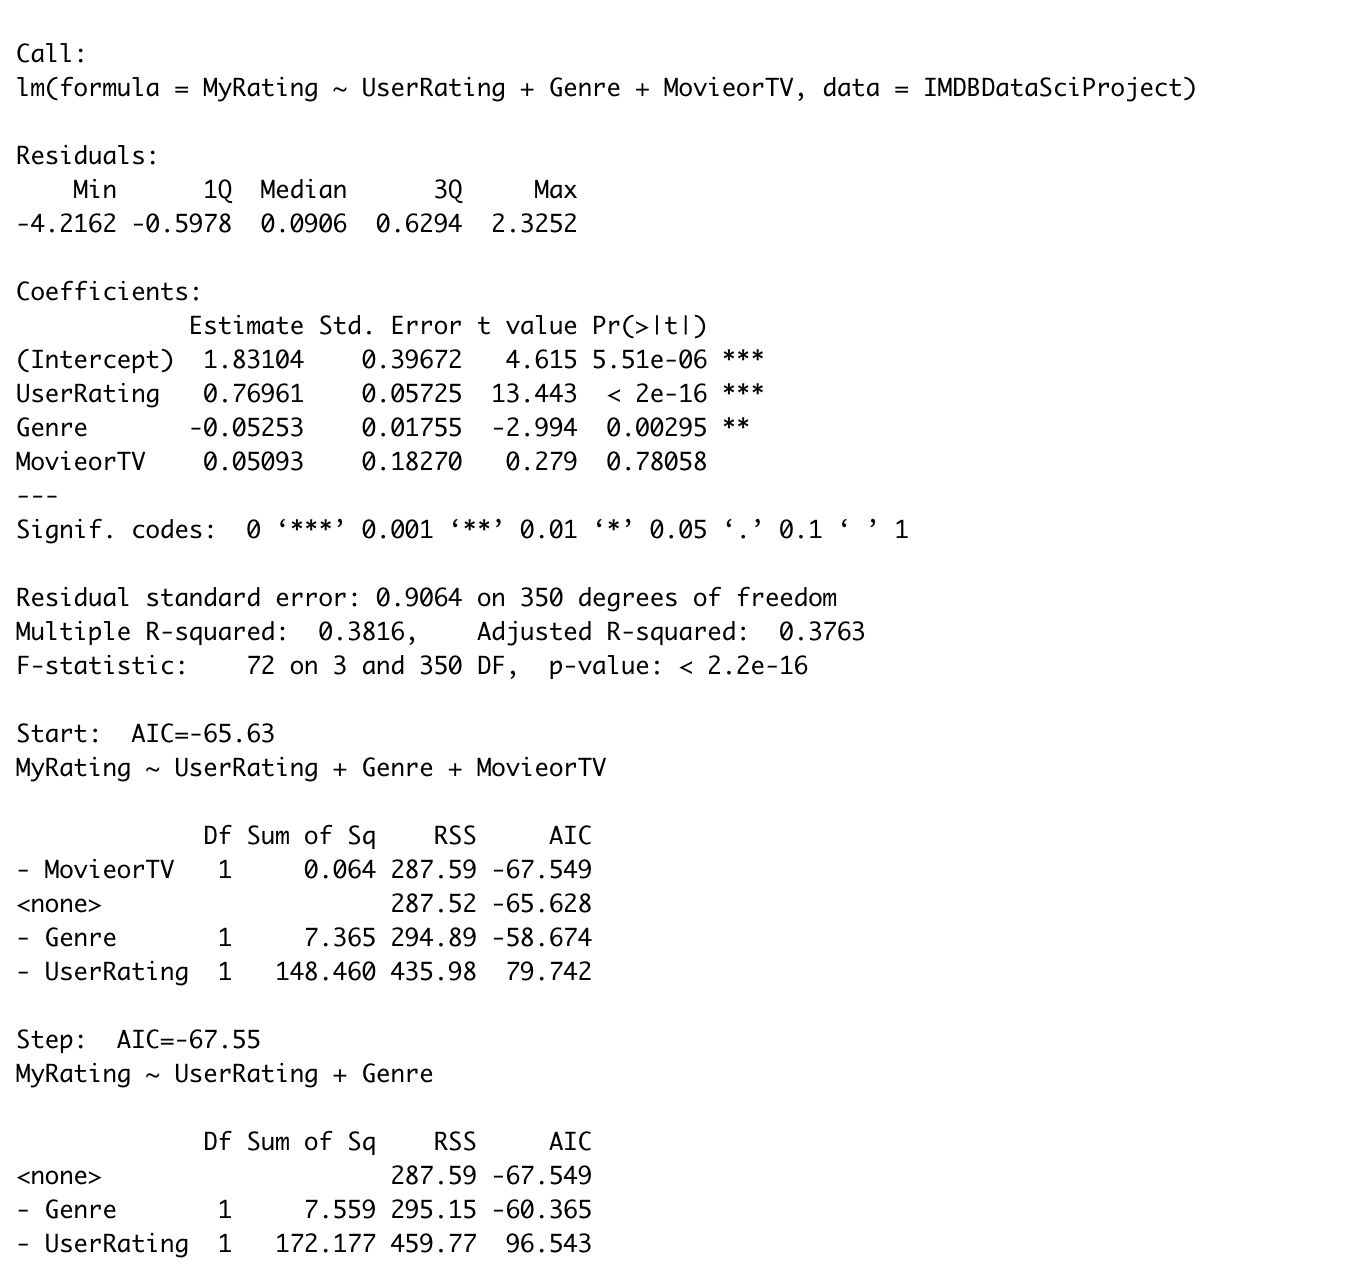 Call:
lm(formula = MyRating ~ UserRating + Genre + MovieorTV, data = IMDBDataSciProject)
Residuals:
    Min      1Q  Median      3Q     Max
-4.2162 -0.5978  0.0906  0.6294  2.3252
Coefficients:
            Estimate Std. Error t value Pr(>|t|)
(Intercept)  1.83104    0.39672   4.615 5.51e-06 ***
UserRating   0.76961    0.05725  13.443  < 2e-16 ***
Genre       -0.05253    0.01755  -2.994  0.00295 **
MovieorTV    0.05093    0.18270   0.279  0.78058
---
Signif. codes:  0 ‘***’ 0.001 ‘**’ 0.01 ‘*’ 0.05 ‘.’ 0.1 ‘ ’ 1
Residual standard error: 0.9064 on 350 degrees of freedom
Multiple R-squared:  0.3816,    Adjusted R-squared:  0.3763
F-statistic:    72 on 3 and 350 DF,  p-value: < 2.2e-16
Start:  AIC=-65.63
MyRating ~ UserRating + Genre + MovieorTV
             Df Sum of Sq    RSS     AIC
- MovieorTV   1     0.064 287.59 -67.549
<none>                    287.52 -65.628
- Genre       1     7.365 294.89 -58.674
- UserRating  1   148.460 435.98  79.742
Step:  AIC=-67.55
MyRating ~ UserRating + Genre
             Df Sum of Sq    RSS     AIC
<none>                    287.59 -67.549
- Genre       1     7.559 295.15 -60.365
- UserRating  1   172.177 459.77  96.543